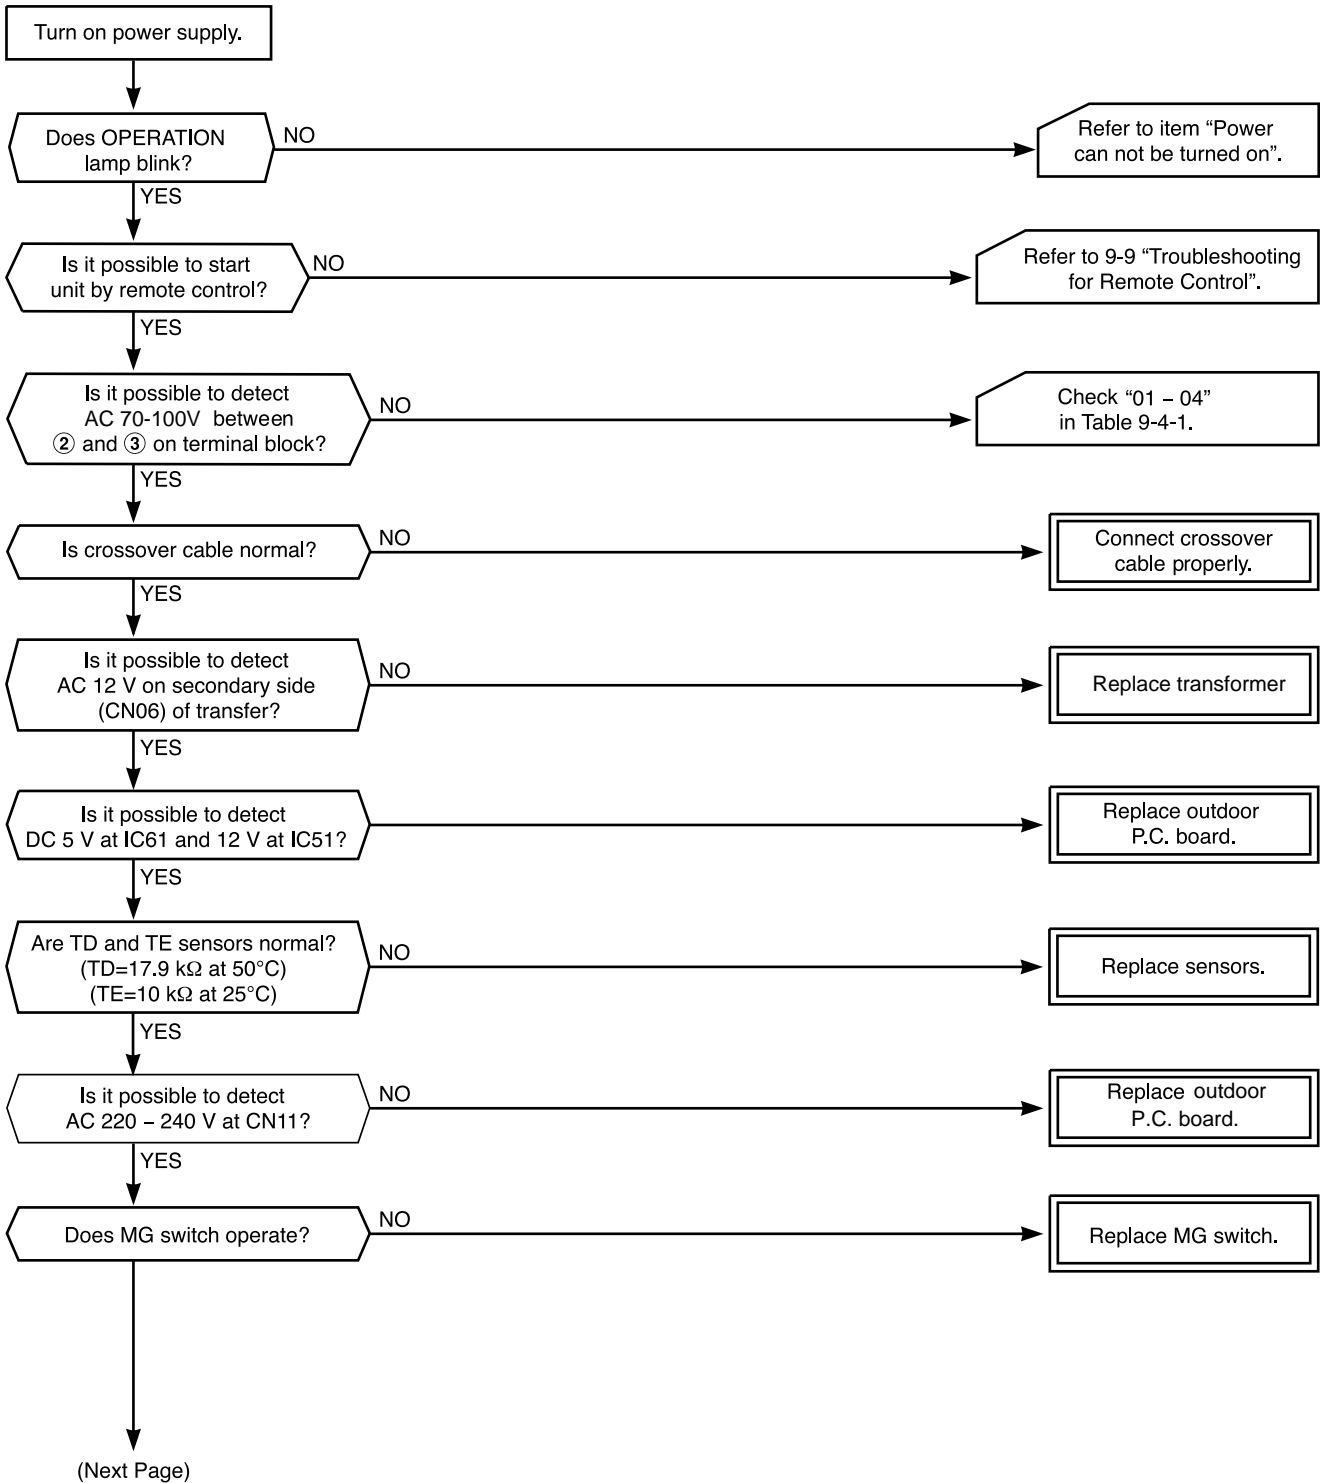 Turn on power supply.
Does OPERATION
lamp blink?
NO
Refer to item “Power
can not be turned on”.
YES
Is it possible to start
unit by remote control?
NO
Refer to 9-9 “Troubleshooting
for Remote Control”.
YES
Is it possible to detect
AC 70-100V between
② and ③ on terminal block?
NO
Check “01 – 04”
in Table 9-4-1.
YES
Is crossover cable normal?
NO
Connect crossover
cable properly.
YES
Is it possible to detect
AC 12 V on secondary side
(CN06) of transfer?
NO
Replace transformer
YES
Is it possible to detect
DC 5 V at IC61 and 12 V at IC51?
Replace outdoor
P.C. board.
YES
Are TD and TE sensors normal?
(TD=17.9 kΩ at 50°C)
(TE=10 kΩ at 25°C)
NO
Replace sensors.
YES
Is it possible to detect
AC 220 – 240 V at CN11?
NO
Replace outdoor
P.C. board.
YES
Does MG switch operate?
NO
Replace MG switch.
(Next Page)